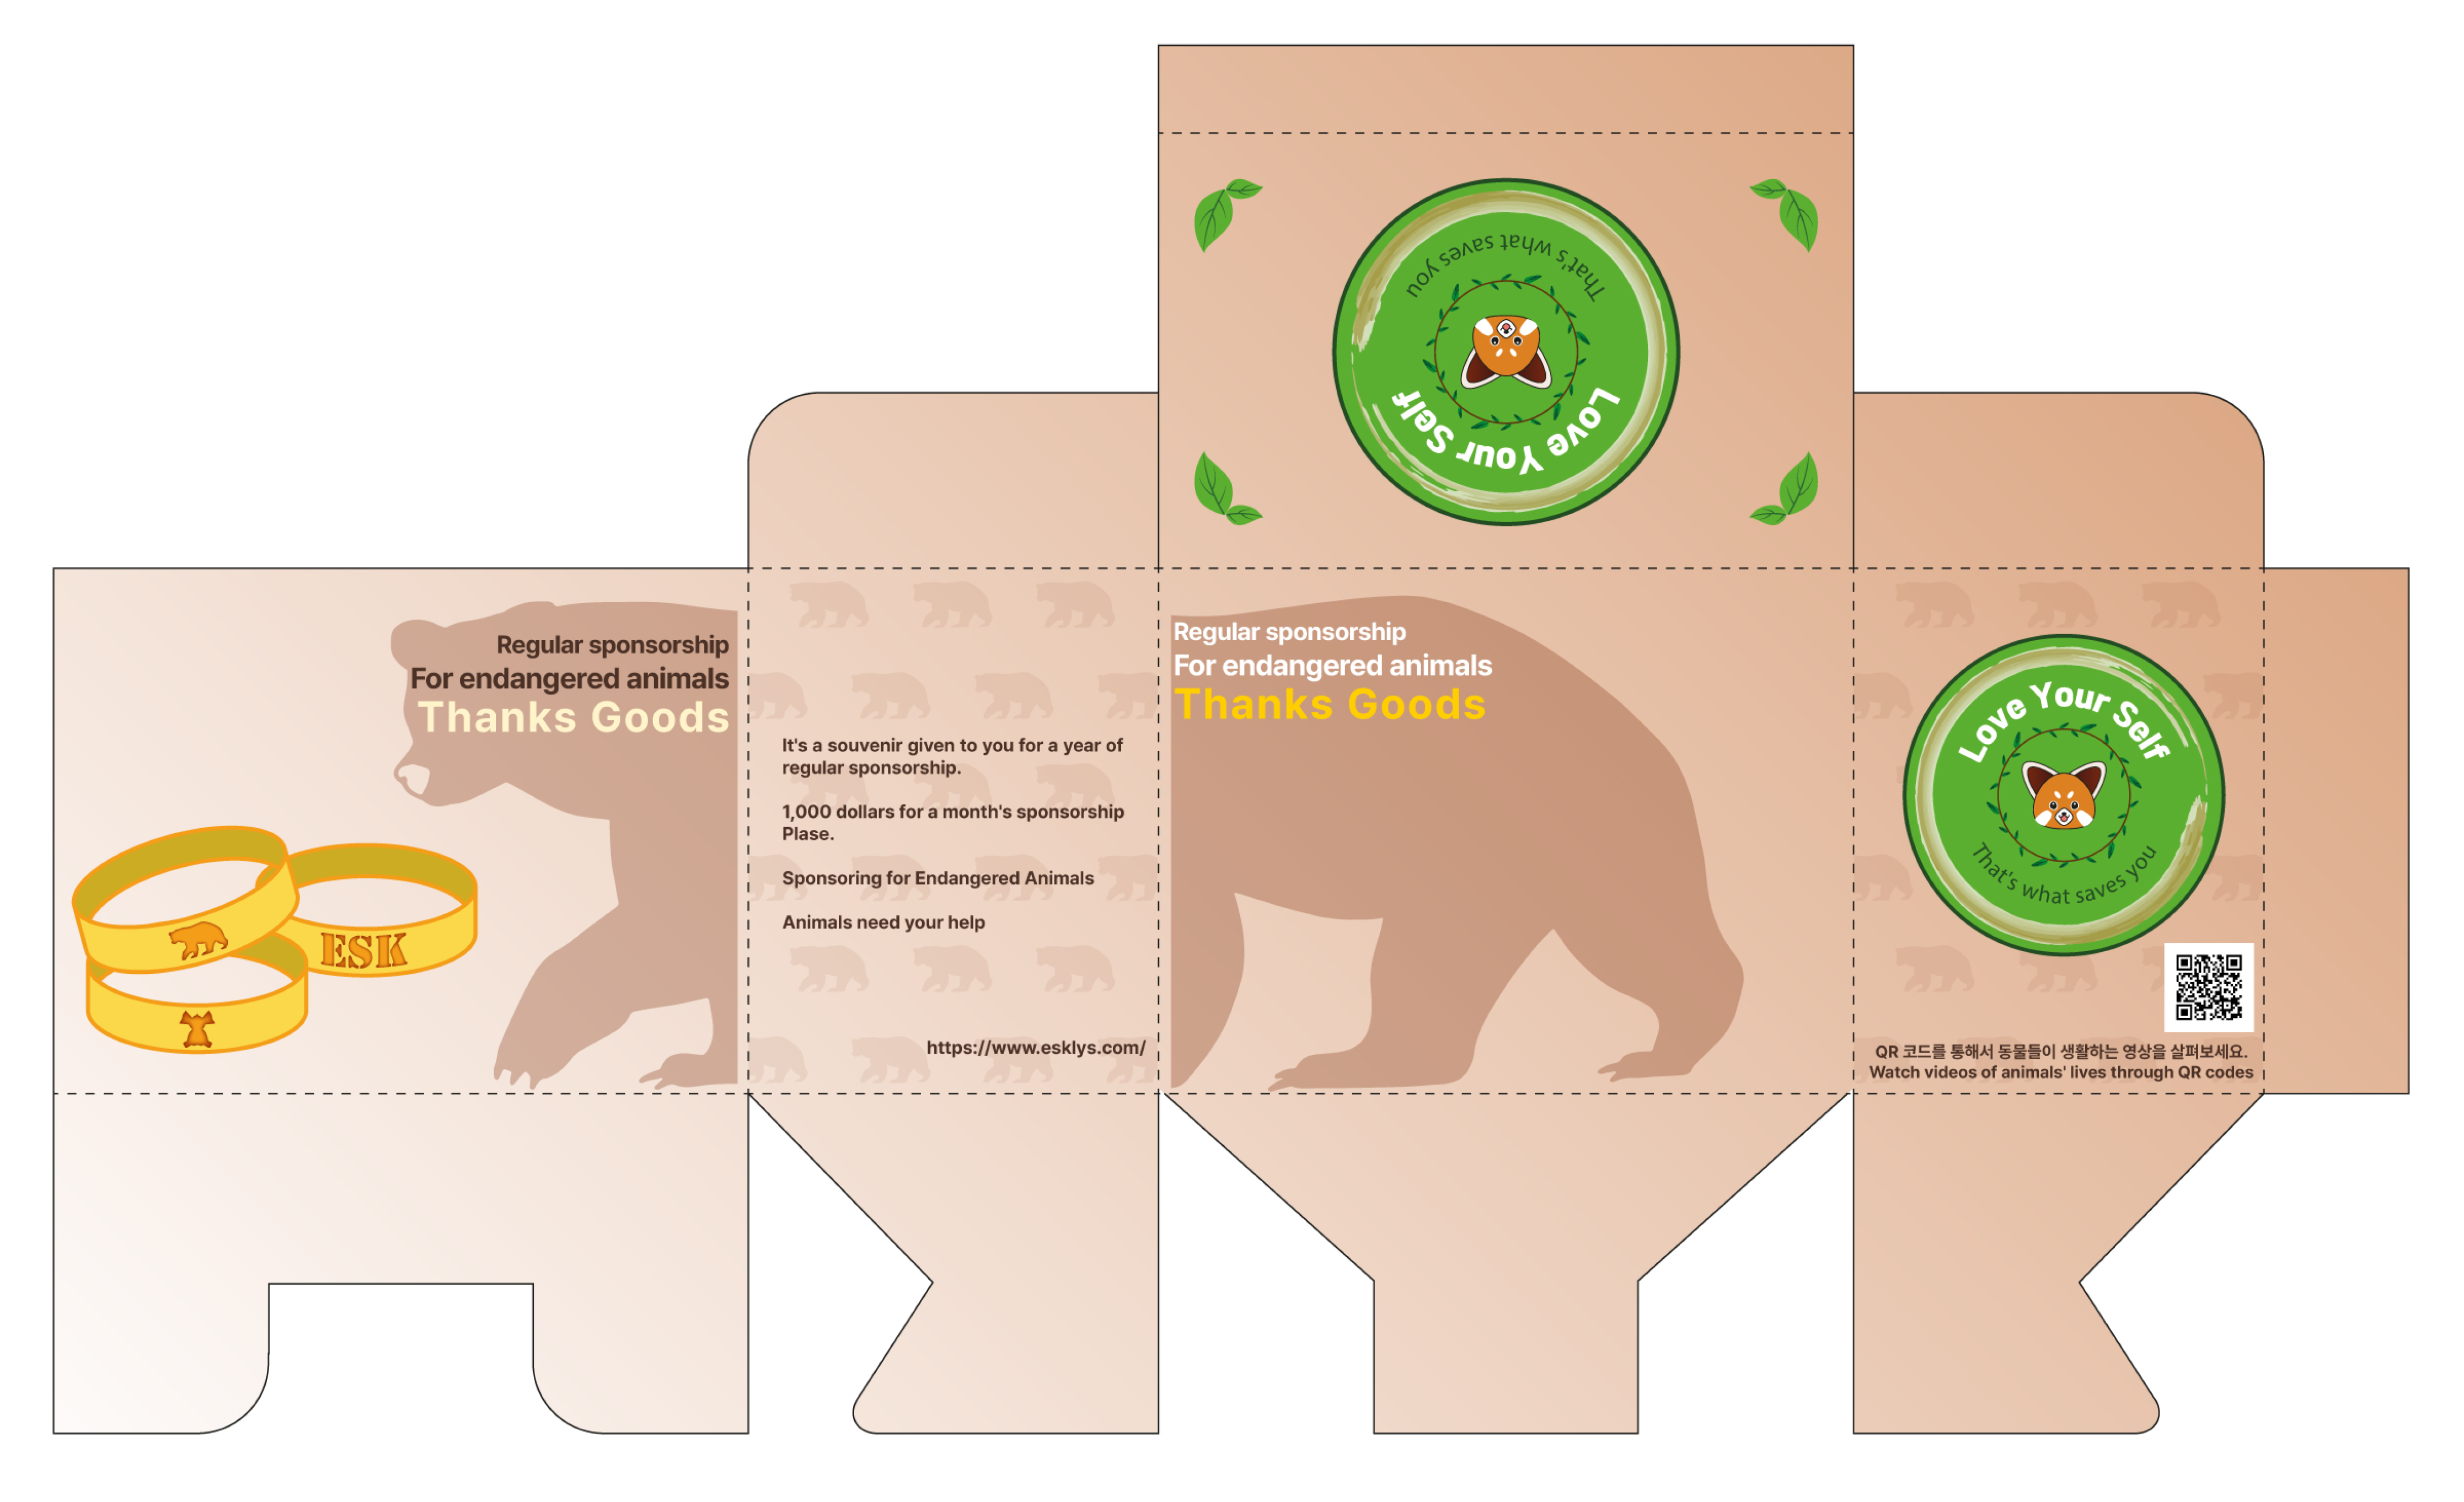 That's what saves you
Love Your Self
Regular sponsorship
For endangered animals
Thanks Goods
ESK
It's a souvenir given to you for a year of
regular sponsorship.
1,000 dollars for a month's sponsorship
Plase.
Sponsoring for Endangered Animals
Animals need your help
https://www.esklys.com/
Regular sponsorship
For endangered animals
Thanks Goods
Love Your Self
That's what saves you
QR 코드를 통해서 동물들이 생활하는 영상을 살펴보세요.
Watch videos of animals' lives through QR codes